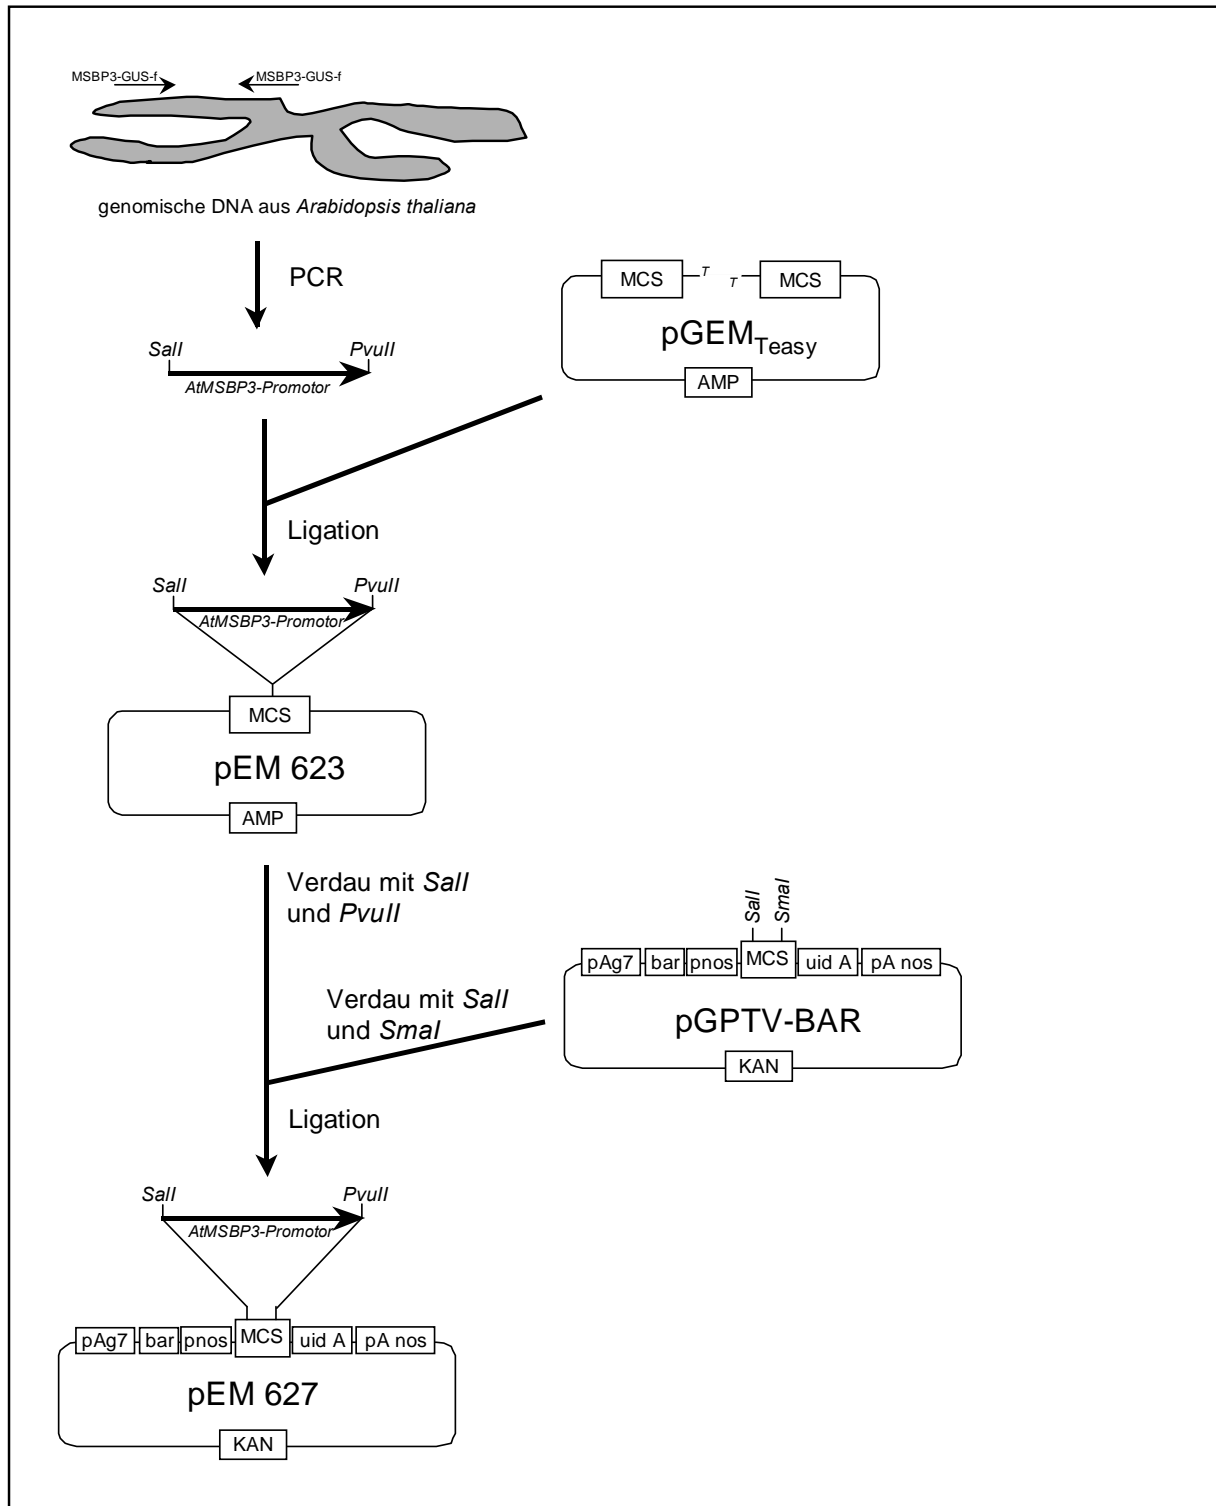 MSBP3-GUS-f MSBP3-GUS-f
genomische DNA aus Arabidopsis thaliana
PCR
SalI PvuII
AtMSBP3-Promotor
MCS T T MCS
pGEMTeasy
AMP
Ligation
SalI PvuII
AtMSBP3-Promotor
MCS
pEM 623
AMP
Verdau mit SalI
und PvuII
SalI SmaI
pAg7 bar pnos MCS uid A pA nos
pGPTV-BAR
KAN
Verdau mit SalI
und SmaI
Ligation
SalI PvuII
AtMSBP3-Promotor
pAg7 bar pnos MCS uid A pA nos
pEM 627
KAN